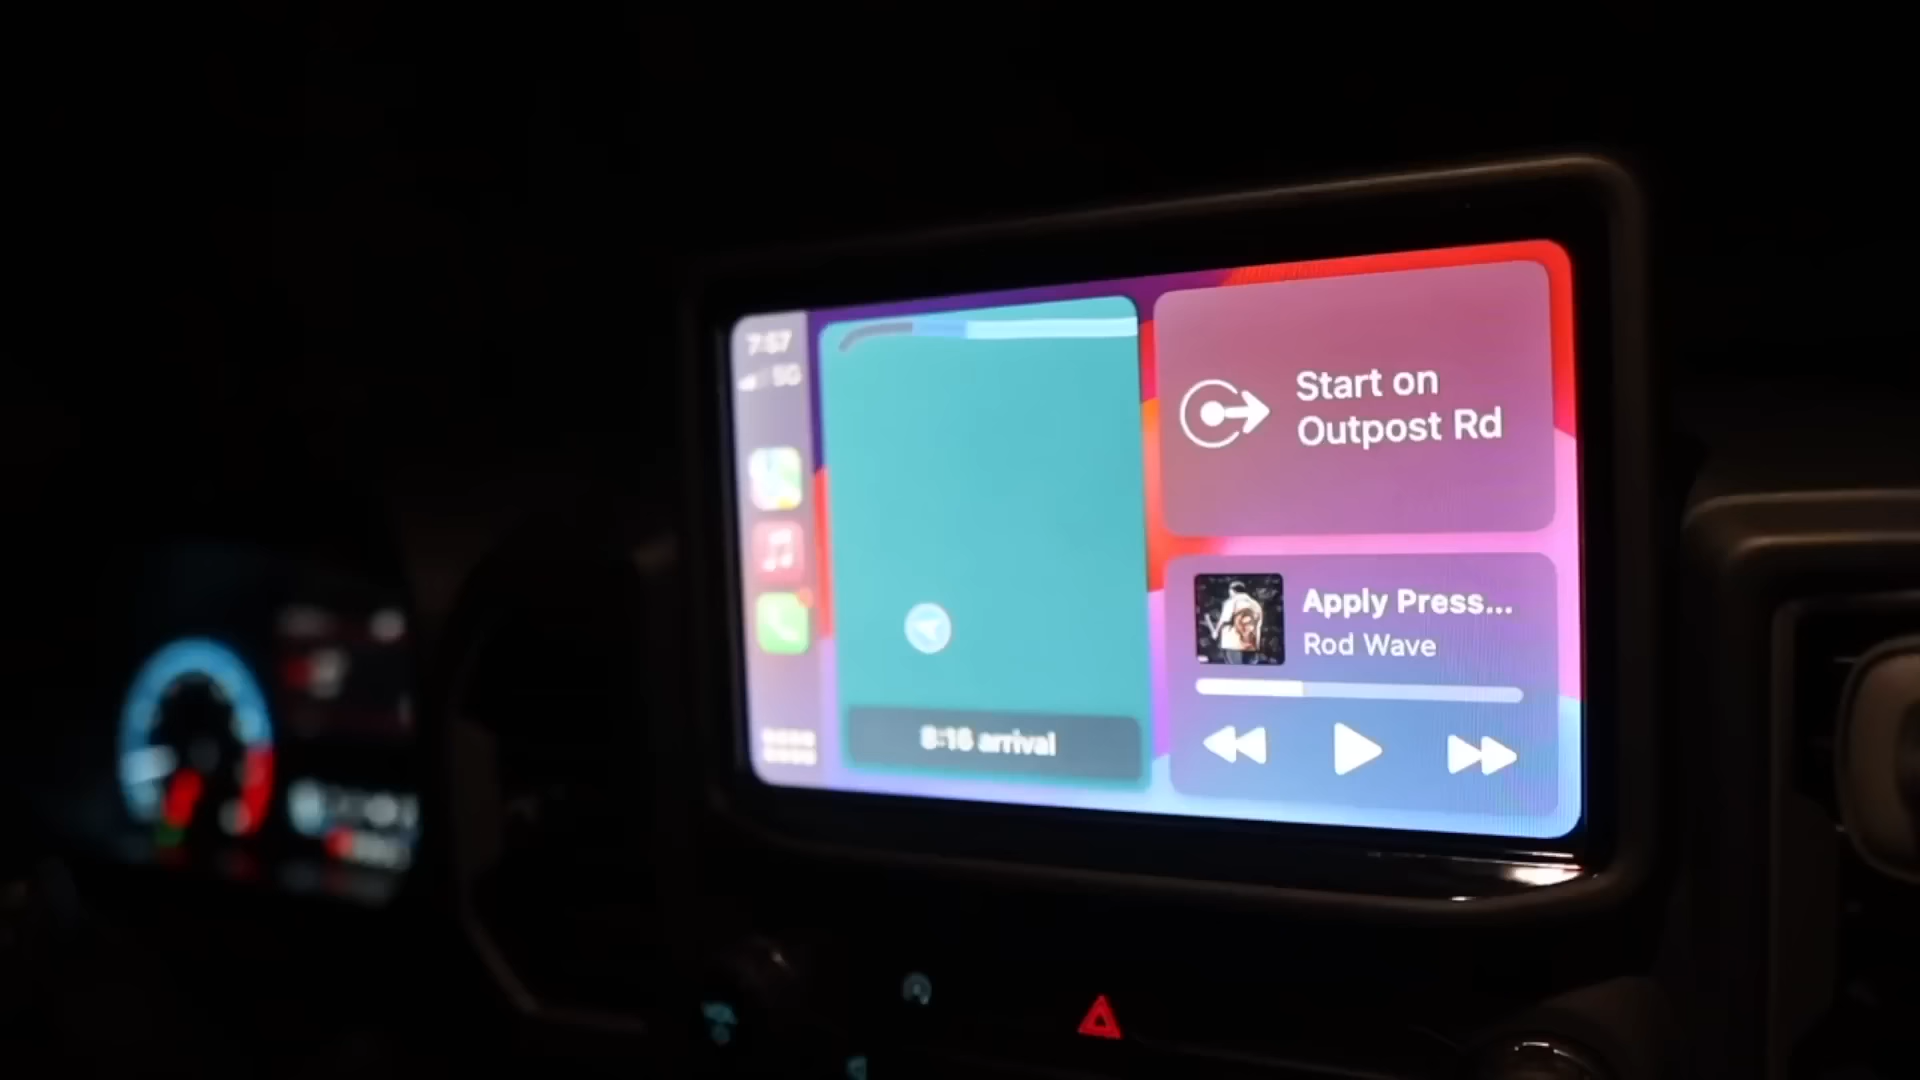 7:57
5G
8:16 arrival
Start on
Outpost Rd
Apply Press...
Rod Wave